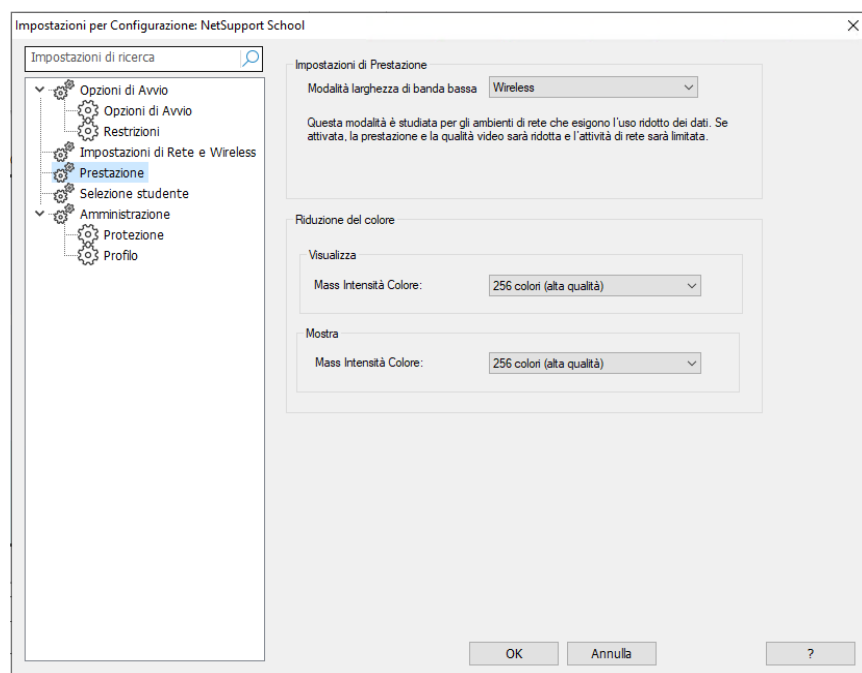 Impostazioni per Configurazione: NetSupport School
Impostazioni di ricerca
Opzioni di Avvio
Opzioni di Avvio
Restrizioni
Impostazioni di Rete e Wireless
Prestazione
Selezione studente
Amministrazione
Protezione
Profilo
Impostazioni di Prestazione
Modalità larghezza di banda bassa
Wireless
Questa modalità è studiata per gli ambienti di rete che esigono l'uso ridotto dei dati. Se
attivata, la prestazione e la qualità video sarà ridotta e l'attività di rete sarà limitata.
Riduzione del colore
Visualizza
Mass Intensità Colore:
256 colori (alta qualità)
Mostra
Mass Intensità Colore:
256 colori (alta qualità)
OK
Annulla
?